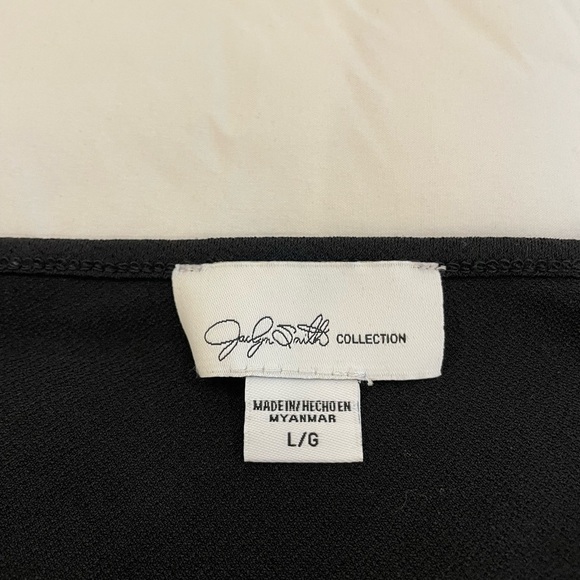 Jaclyn Smith COLLECTION
MADE IN/HECHO EN
MYANMAR
L/G